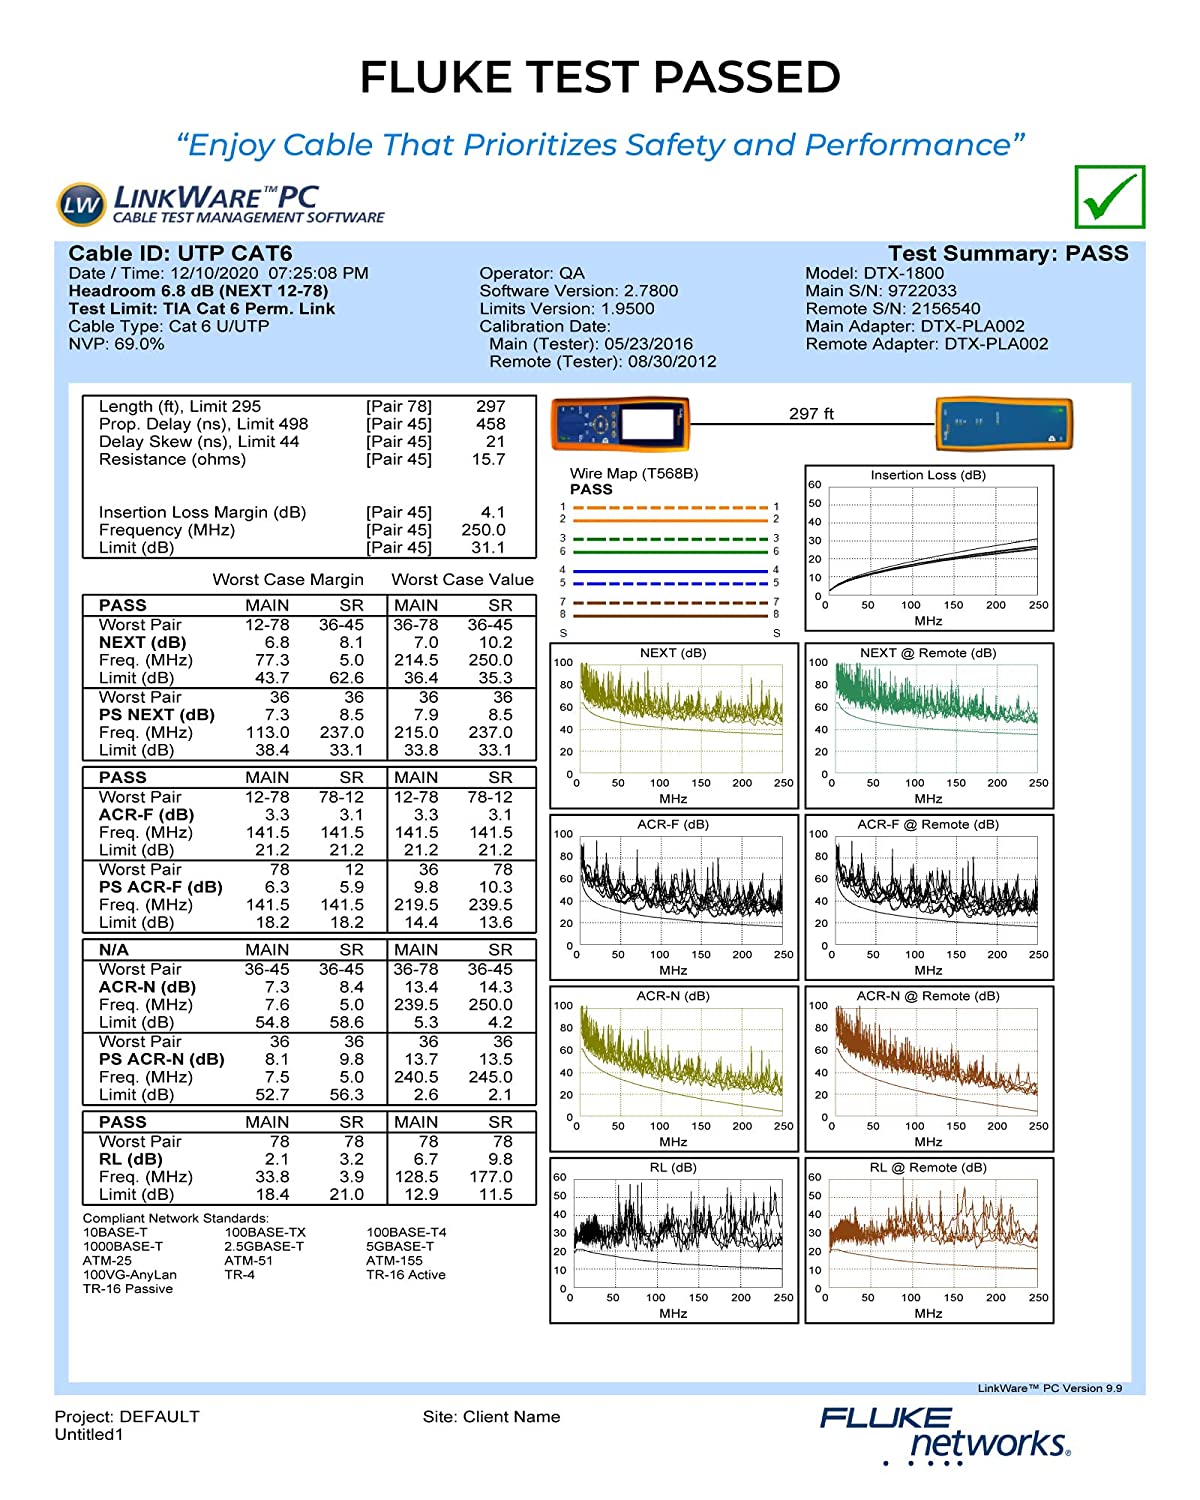 FLUKE TEST PASSED
“Enjoy Cable That Prioritizes Safety and Performance”
LW LINKWARE™ PC
CABLE TEST MANAGEMENT SOFTWARE
Cable ID: UTP CAT6
Date / Time: 12/10/2020 07:25:08 PM
Headroom 6.8 dB (NEXT 12-78)
Test Limit: TIA Cat 6 Perm. Link
Cable Type: Cat 6 U/UTP
NVP: 69.0%
Operator: QA
Software Version: 2.7800
Limits Version: 1.9500
Calibration Date:
Main (Tester): 05/23/2016
Remote (Tester): 08/30/2012
Test Summary: PASS
Model: DTX-1800
Main S/N: 9722033
Remote S/N: 2156540
Main Adapter: DTX-PLA002
Remote Adapter: DTX-PLA002
Length (ft), Limit 295 [Pair 78] 297
Prop. Delay (ns), Limit 498 [Pair 45] 458
Delay Skew (ns), Limit 44 [Pair 45] 21
Resistance (ohms) [Pair 45] 15.7
Insertion Loss Margin (dB) [Pair 45] 4.1
Frequency (MHz) [Pair 45] 250.0
Limit (dB) [Pair 45] 31.1
Worst Case Margin Worst Case Value
PASS MAIN SR MAIN SR
Worst Pair 12-78 36-45 36-78 36-45
NEXT (dB) 6.8 8.1 7.0 10.2
Freq. (MHz) 77.3 5.0 214.5 250.0
Limit (dB) 43.7 62.6 36.4 35.3
Worst Pair 36 36 36 36
PS NEXT (dB) 7.3 8.5 7.9 8.5
Freq. (MHz) 113.0 237.0 215.0 237.0
Limit (dB) 38.4 33.1 33.8 33.1
PASS MAIN SR MAIN SR
Worst Pair 12-78 78-12 12-78 78-12
ACR-F (dB) 3.3 3.1 3.3 3.1
Freq. (MHz) 141.5 141.5 141.5 141.5
Limit (dB) 21.2 21.2 21.2 21.2
Worst Pair 78 12 36 78
PS ACR-F (dB) 6.3 5.9 9.8 10.3
Freq. (MHz) 141.5 141.5 219.5 239.5
Limit (dB) 18.2 18.2 14.4 13.6
N/A MAIN SR MAIN SR
Worst Pair 36-45 36-45 36-78 36-45
ACR-N (dB) 7.3 8.4 13.4 14.3
Freq. (MHz) 7.6 5.0 239.5 250.0
Limit (dB) 54.8 58.6 5.3 4.2
Worst Pair 36 36 36 36
PS ACR-N (dB) 8.1 9.8 13.7 13.5
Freq. (MHz) 7.5 5.0 240.5 245.0
Limit (dB) 52.7 56.3 2.6 2.1
PASS MAIN SR MAIN SR
Worst Pair 78 78 78 78
RL (dB) 2.1 3.2 6.7 9.8
Freq. (MHz) 33.8 3.9 128.5 177.0
Limit (dB) 18.4 21.0 12.9 11.5
Compliant Network Standards:
10BASE-T 100BASE-TX 100BASE-T4
1000BASE-T 2.5GBASE-T 5GBASE-T
ATM-25 ATM-51 ATM-155
100VG-AnyLan TR-4 TR-16 Active
TR-16 Passive
297 ft
Wire Map (T568B)
PASS
1 1
2 2
3 3
6 6
4 4
5 5
7 7
8 8
S S
Insertion Loss (dB)
60
50
40
30
20
10
0
0 50 100 150 200 250
MHz
NEXT (dB)
100
80
60
40
20
0
0 50 100 150 200 250
MHz
NEXT @ Remote (dB)
100
80
60
40
20
0
0 50 100 150 200 250
MHz
ACR-F (dB)
100
80
60
40
20
0
0 50 100 150 200 250
MHz
ACR-F @ Remote (dB)
100
80
60
40
20
0
0 50 100 150 200 250
MHz
ACR-N (dB)
100
80
60
40
20
0
0 50 100 150 200 250
MHz
ACR-N @ Remote (dB)
100
80
60
40
20
0
0 50 100 150 200 250
MHz
RL (dB)
60
50
40
30
20
10
0
0 50 100 150 200 250
MHz
RL @ Remote (dB)
60
50
40
30
20
10
0
0 50 100 150 200 250
MHz
LinkWare™ PC Version 9.9
Project: DEFAULT
Untitled1
Site: Client Name
FLUKE
networks®